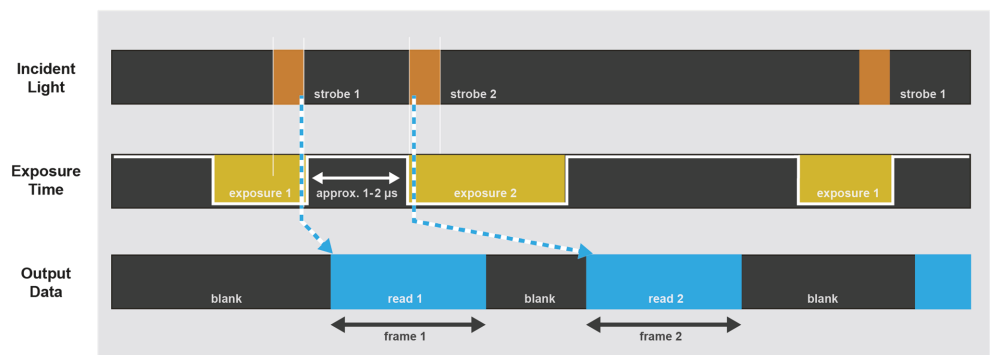 Incident
Light
strobe 1
strobe 2
strobe 1
Exposure
Time
exposure 1
approx. 1-2 µs
exposure 2
exposure 1
Output
Data
blank
read 1
blank
read 2
blank
frame 1
frame 2